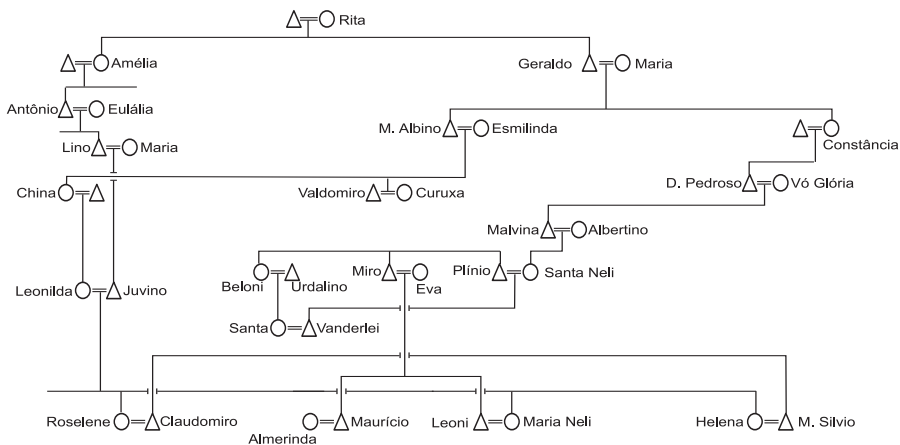 Rita
Amélia
Geraldo Maria
Antônio Eulália
M. Albino Esmilinda
Constância
Lino Maria
China Valdomiro Curuxa D. Pedroso Vó Glória
Malvina Albertino
Miro Plínio Santa Neli
Beloni Urdalino Eva
Leonilda Juvino
Santa Vanderlei
Roselene Claudomiro Maurício Leoni Maria Neli Helena M. Silvio
Almerinda